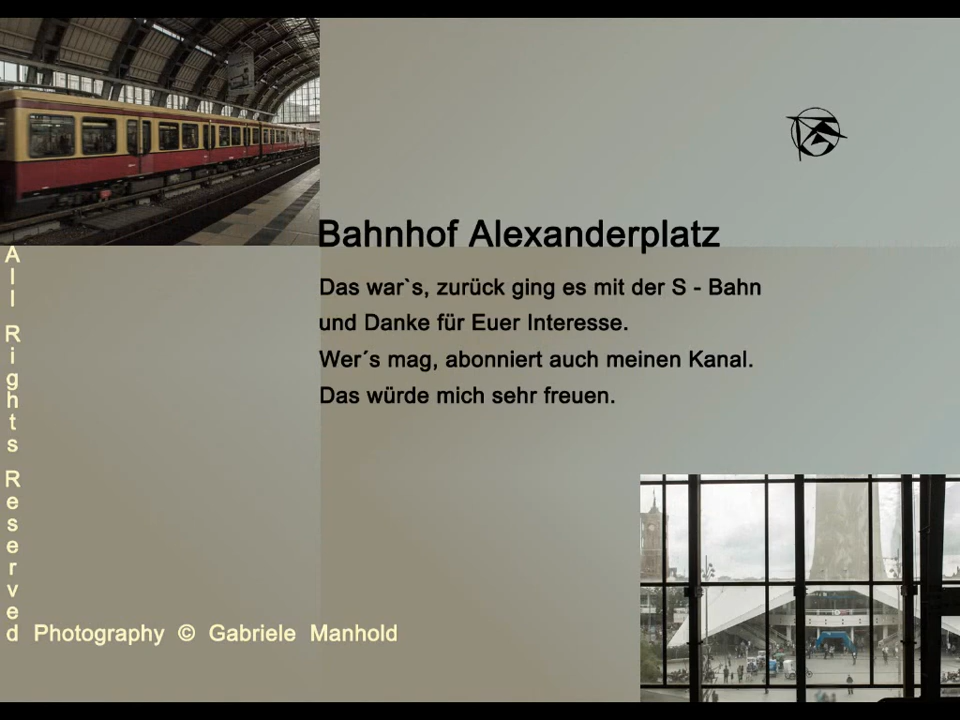 Bahnhof Alexanderplatz
Das war`s, zurück ging es mit der S - Bahn
und Danke für Euer Interesse.
Wer´s mag, abonniert auch meinen Kanal.
Das würde mich sehr freuen.
All Rights Reserved
Photography © Gabriele Manhold